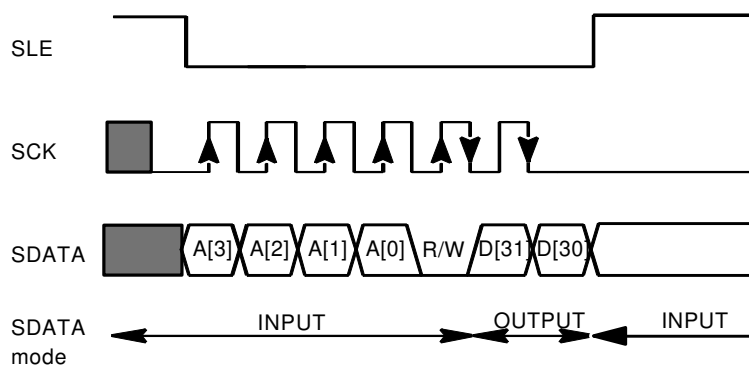 SLE
SCK
SDATA A[3] A[2] A[1] A[0] R/W D[31] D[30]
SDATA mode INPUT OUTPUT INPUT